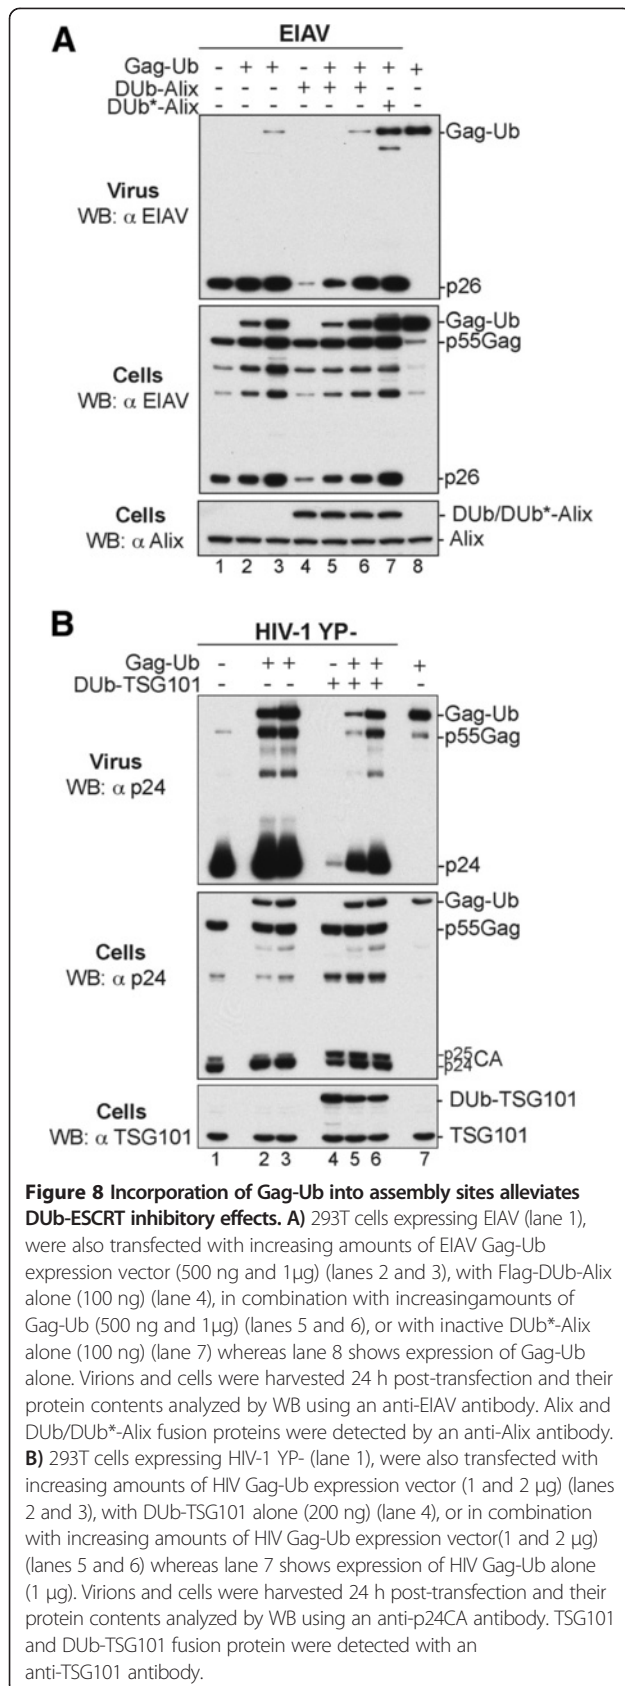 A
EIAV
Gag-Ub - + + - + + + +
DUb-Alix - - - + + + - -
DUb*-Alix - - - - - - + -
Virus
WB: α EIAV
-Gag-Ub
-p26
Cells
WB: α EIAV
-Gag-Ub
-p55Gag
-p26
Cells
WB: α Alix
- DUb/DUb*-Alix
Alix
1 2 3 4 5 6 7 8
B
HIV-1 YP-
Gag-Ub - + + - + + +
DUb-TSG101 - - - + + + -
Virus
WB: α p24
-Gag-Ub
-p55Gag
-p24
Cells
WB: α p24
-Gag-Ub
-p55Gag
p25
p24 CA
Cells
WB: α TSG101
- DUb-TSG101
- TSG101
1 2 3 4 5 6 7
Figure 8 Incorporation of Gag-Ub into assembly sites alleviates
DUb-ESCRT inhibitory effects. A) 293T cells expressing EIAV (lane 1),
were also transfected with increasing amounts of EIAV Gag-Ub
expression vector (500 ng and 1μg) (lanes 2 and 3), with Flag-DUb-Alix
alone (100 ng) (lane 4), in combination with increasingamounts of
Gag-Ub (500 ng and 1μg) (lanes 5 and 6), or with inactive DUb*-Alix
alone (100 ng) (lane 7) whereas lane 8 shows expression of Gag-Ub
alone. Virions and cells were harvested 24 h post-transfection and their
protein contents analyzed by WB using an anti-EIAV antibody. Alix and
DUb/DUb*-Alix fusion proteins were detected by an anti-Alix antibody.
B) 293T cells expressing HIV-1 YP- (lane 1), were also transfected with
increasing amounts of HIV Gag-Ub expression vector (1 and 2 μg) (lanes
2 and 3), with DUb-TSG101 alone (200 ng) (lane 4), or in combination
with increasing amounts of HIV Gag-Ub expression vector(1 and 2 μg)
(lanes 5 and 6) whereas lane 7 shows expression of HIV Gag-Ub alone
(1 μg). Virions and cells were harvested 24 h post-transfection and their
protein contents analyzed by WB using an anti-p24CA antibody. TSG101
and DUb-TSG101 fusion protein were detected with an
anti-TSG101 antibody.